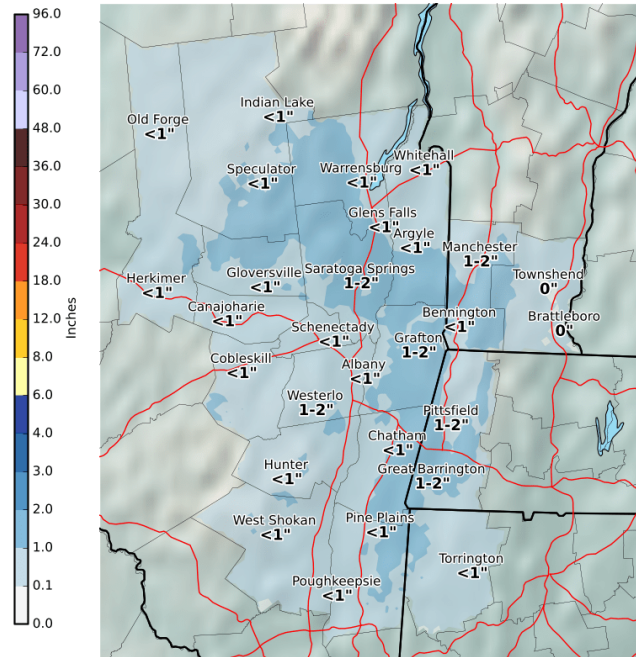 96.0
72.0
60.0
48.0
36.0
30.0
24.0
18.0
12.0
8.0
6.0
4.0
3.0
2.0
1.0
0.1
0.0
Inches
Indian Lake
<1"
Old Forge
<1"
Whitehall
<1"
Speculator
<1"
Warrensburg
<1"
Glens Falls
<1"
Argyle
<1"
Manchester
1-2"
Herkimer
<1"
Gloversville
<1"
Saratoga Springs
1-2"
Townshend
0"
Canajoharie
<1"
Bennington
<1"
Brattleboro
0"
Schenectady
<1"
Grafton
1-2"
Cobleskill
<1"
Albany
<1"
Westerlo
1-2"
Pittsfield
1-2"
Chatham
<1"
Hunter
<1"
Great Barrington
1-2"
West Shokan
<1"
Pine Plains
<1"
Torrington
<1"
Poughkeepsie
<1"